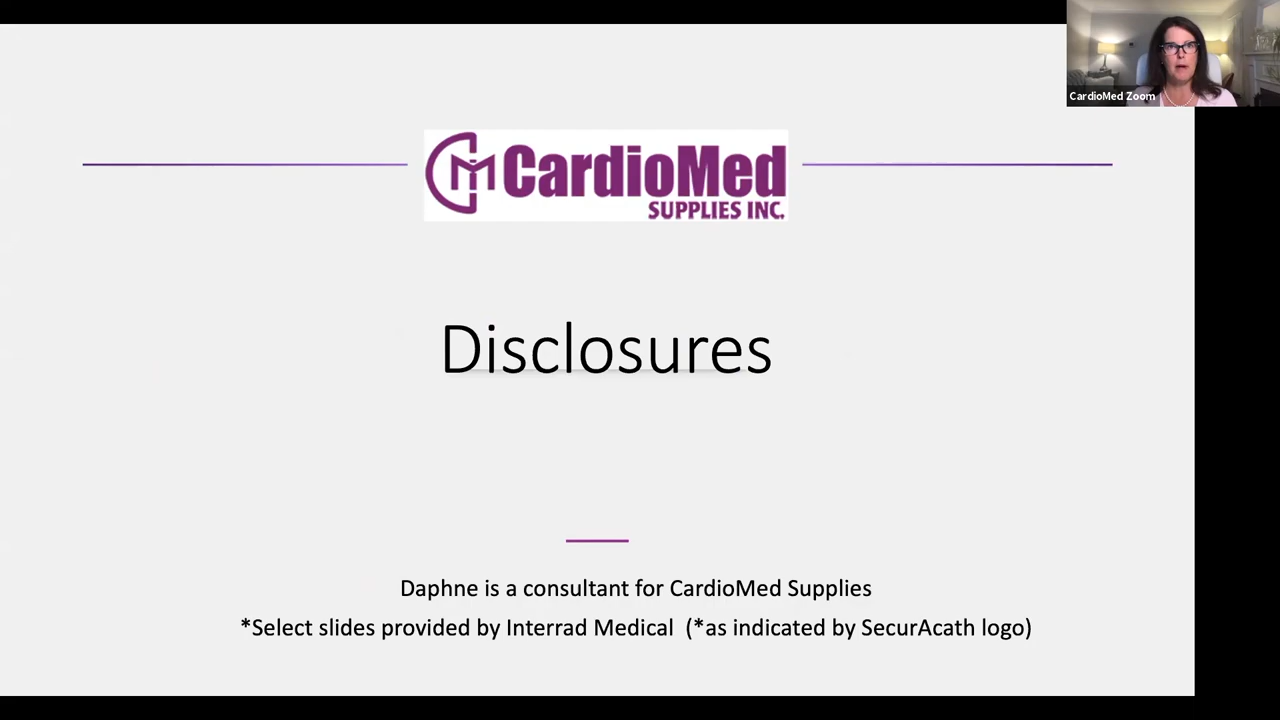 CardioMed Zoom
CM CardioMed
SUPPLIES INC.
Disclosures
Daphne is a consultant for CardioMed Supplies
*Select slides provided by Interrad Medical (*as indicated by SecurAcath logo)